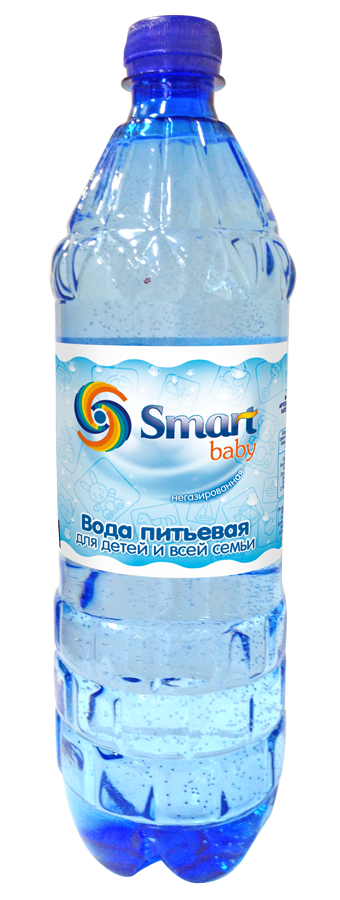 Smart
baby
негазированная
Вода питьевая
для детей и всей семьи